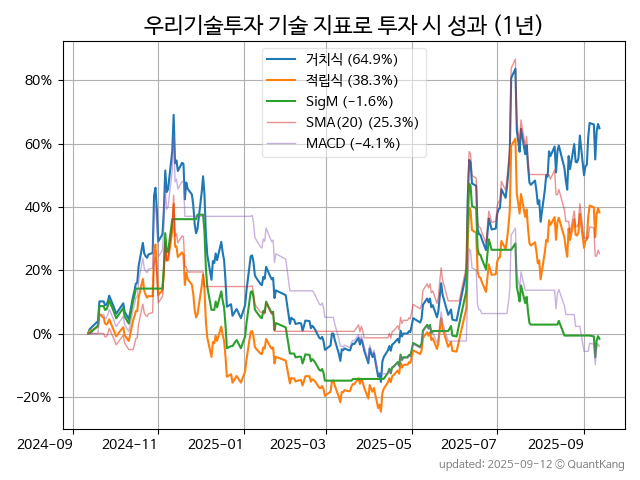 우리기술투자 기술 지표로 투자 시 성과 (1년)
거치식 (64.9%)
적립식 (38.3%)
SigM (−1.6%)
SMA(20) (25.3%)
MACD (−4.1%)
80%
60%
40%
20%
0%
−20%
2024-09 2024-11 2025-01 2025-03 2025-05 2025-07 2025-09
updated: 2025-09-12 © QuantKang